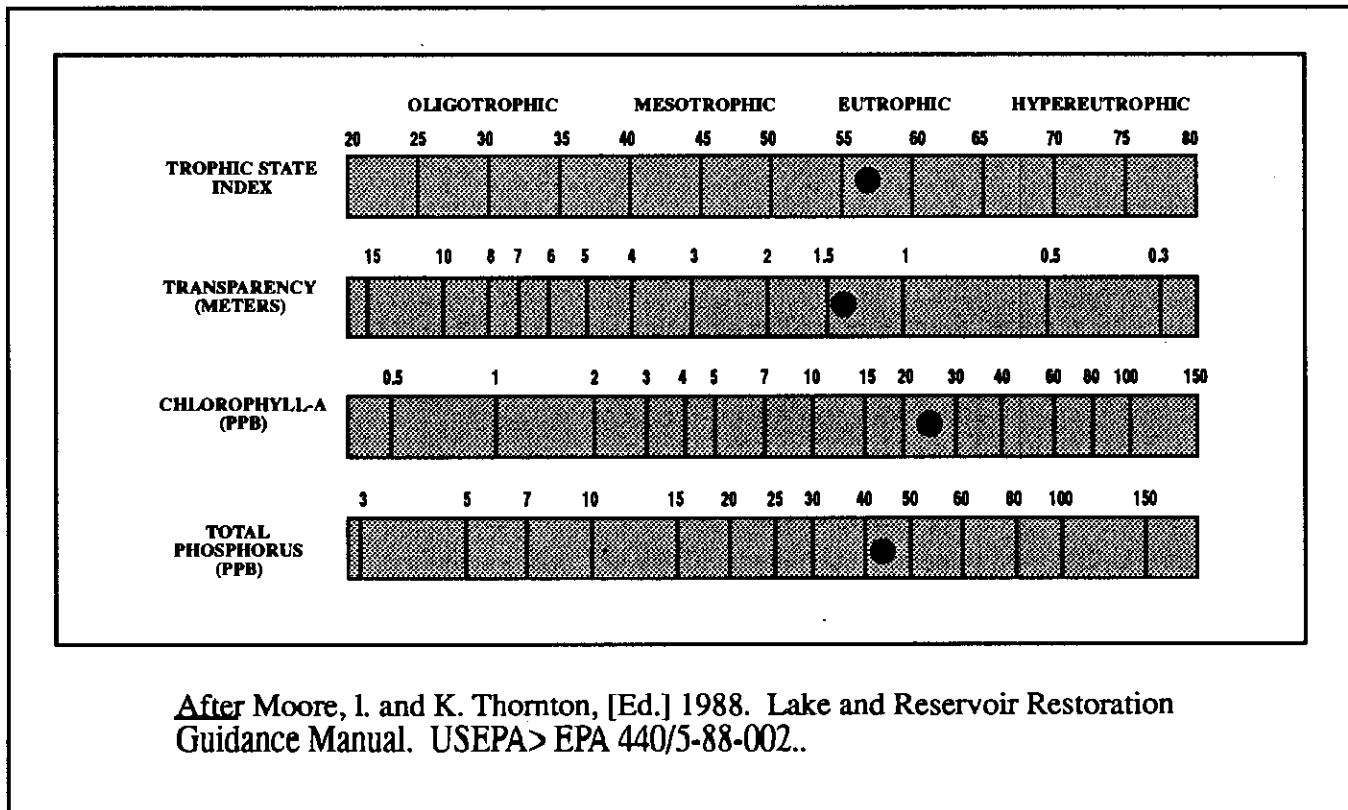 OLIGOTROPHIC MESOTROPHIC EUTROPHIC HYPEREUTROPHIC
20 25 30 35 40 45 50 55 60 65 70 75 80
TROPHIC STATE
INDEX
15 10 8 7 6 5 4 3 2 1.5 1 0.5 0.3
TRANSPARENCY
(METERS)
0.5 1 2 3 4 5 7 10 15 20 30 40 60 80 100 150
CHLOROPHYLL-A
(PPB)
3 5 7 10 15 20 25 30 40 50 60 80 100 150
TOTAL
PHOSPHORUS
(PPB)
After Moore, l. and K. Thornton, [Ed.] 1988. Lake and Reservoir Restoration
Guidance Manual. USEPA> EPA 440/5-88-002..